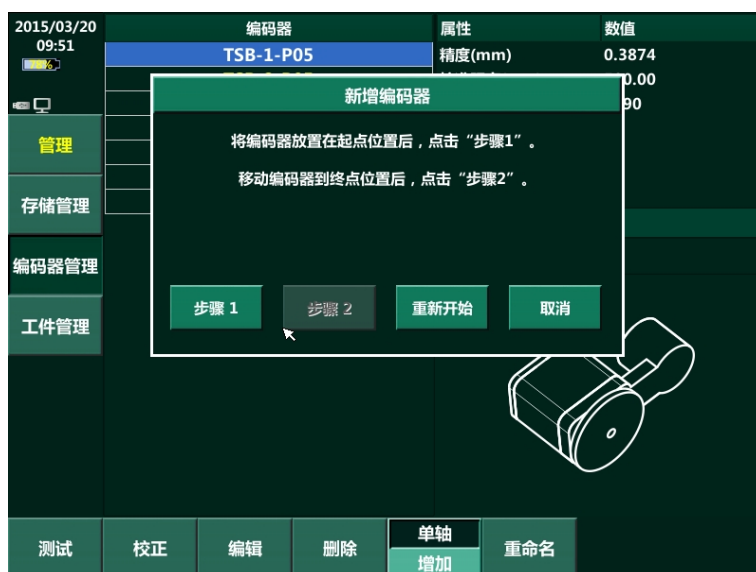 2015/03/20
09:51
78%
编码器
属性
数值
TSB-1-P05
精度(mm)
0.3874
0.00
90
新增编码器
将编码器放置在起点位置后，点击“步骤1”。
移动编码器到终点位置后，点击“步骤2”。
步骤 1
步骤 2
重新开始
取消
管理
存储管理
编码器管理
工件管理
测试
校正
编辑
删除
单轴
增加
重命名